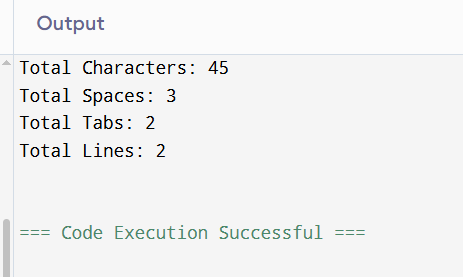 Output
Total Characters: 45
Total Spaces: 3
Total Tabs: 2
Total Lines: 2
=== Code Execution Successful ===